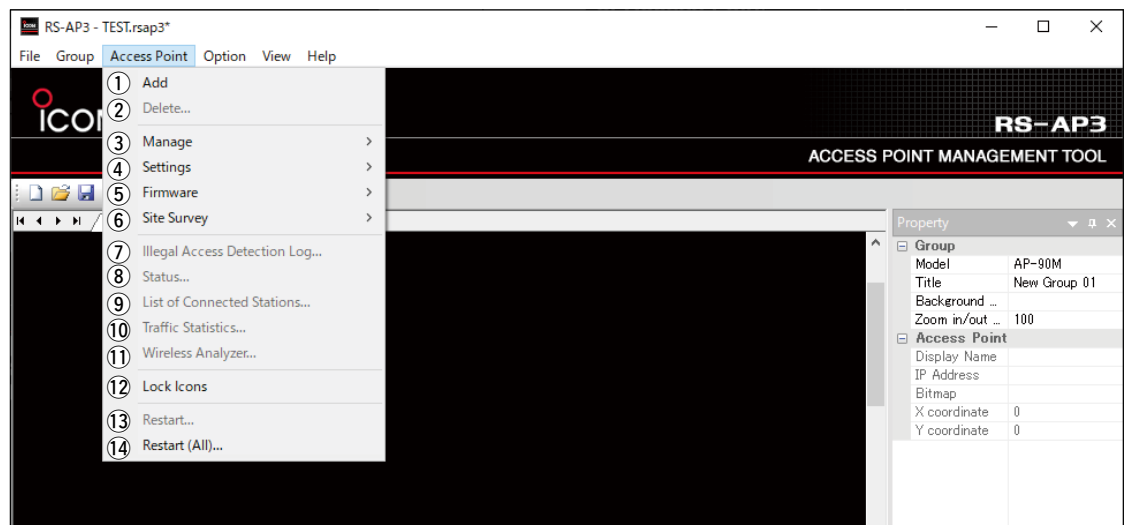 icom RS-AP3 - TEST.rsap3*
File Group Access Point Option View Help
① Add
② Delete...
③ Manage
④ Settings
⑤ Firmware
⑥ Site Survey
⑦ Illegal Access Detection Log...
⑧ Status...
⑨ List of Connected Stations...
⑩ Traffic Statistics...
⑪ Wireless Analyzer...
⑫ Lock Icons
⑬ Restart...
⑭ Restart (All)...
RS-AP3
ACCESS POINT MANAGEMENT TOOL
Property
Group
Model AP-90M
Title New Group 01
Background ...
Zoom in/out ... 100
Access Point
Display Name
IP Address
Bitmap
X coordinate 0
Y coordinate 0